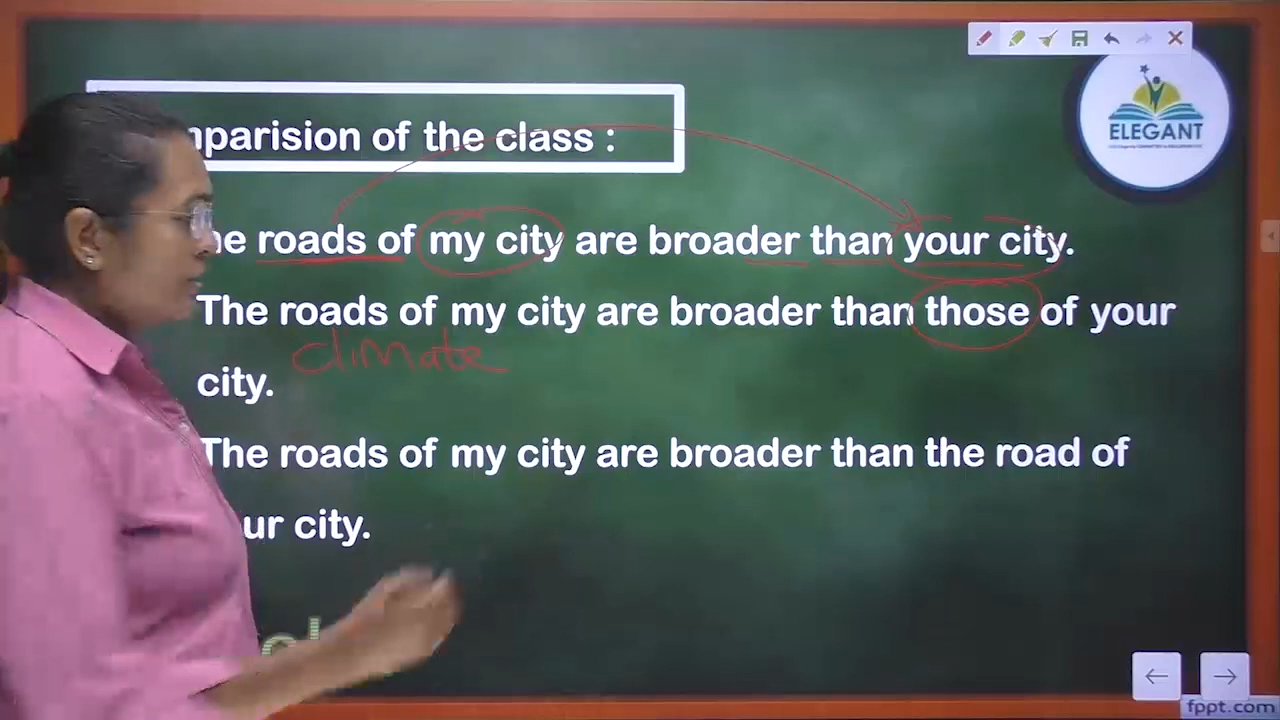 mparision of the class :
ELEGANT
he roads of my city are broader than your city.
The roads of my city are broader than those of your
climate
city.
The roads of my city are broader than the road of
ur city.
fppt.com